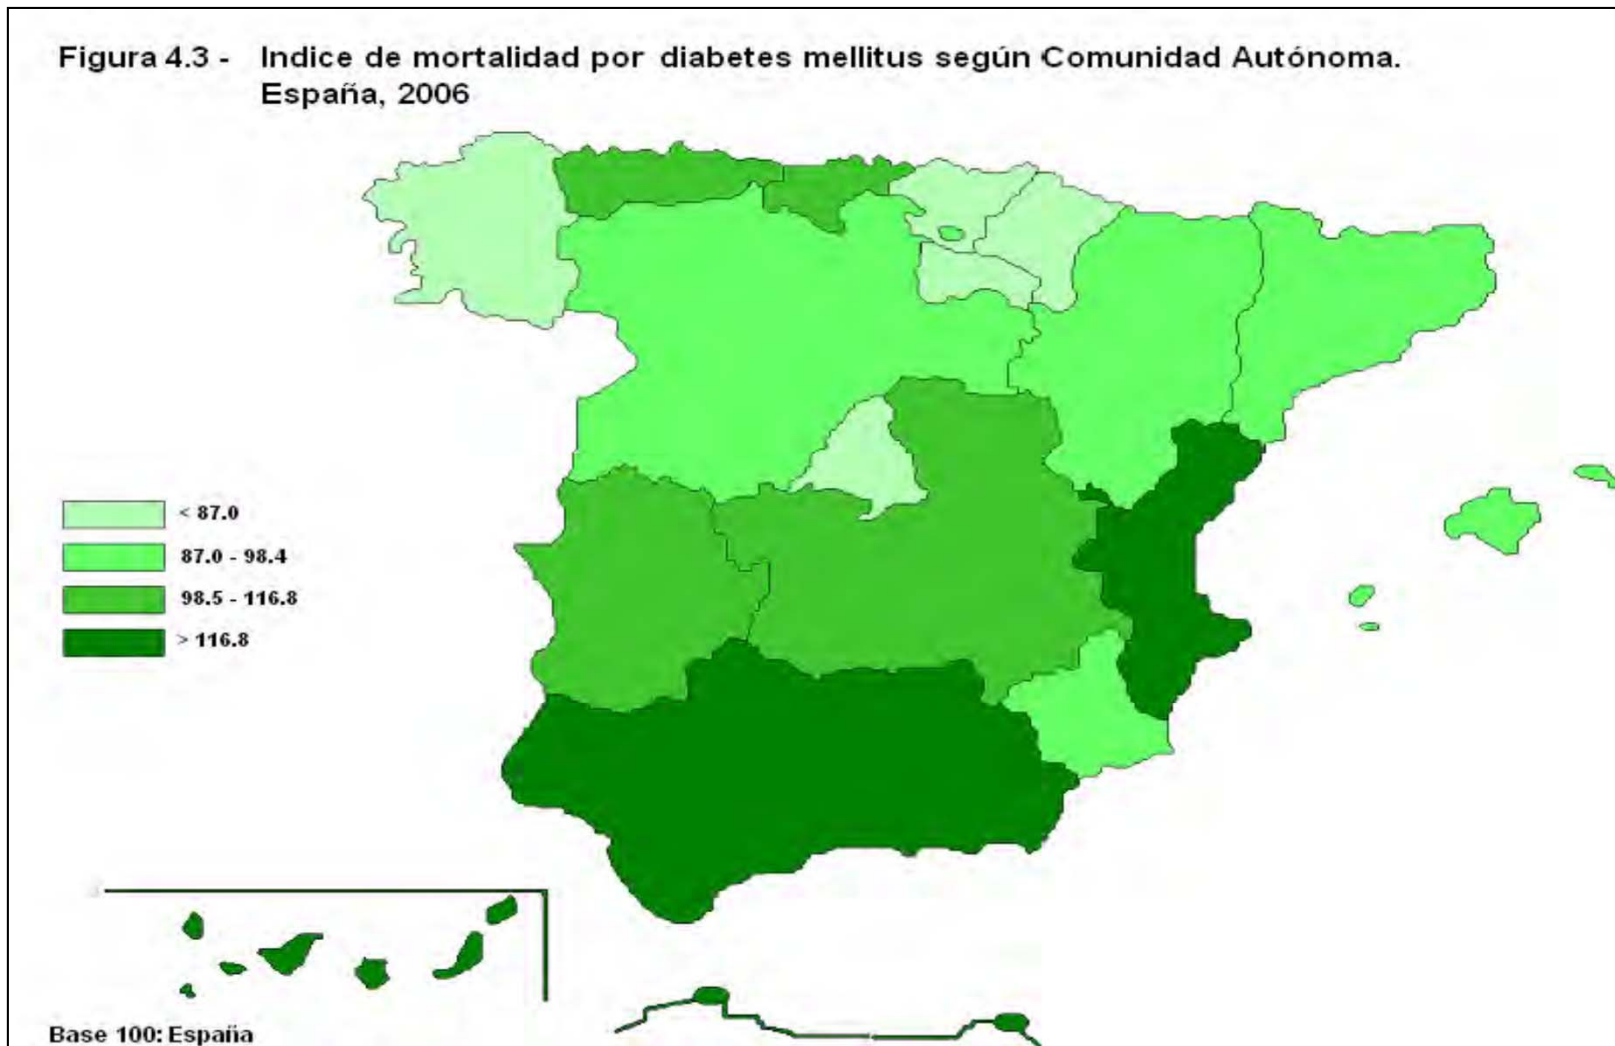 Figura 4.3 - Indice de mortalidad por diabetes mellitus según Comunidad Autónoma.
España, 2006
< 87.0
87.0 - 98.4
98.5 - 116.8
> 116.8
Base 100: España